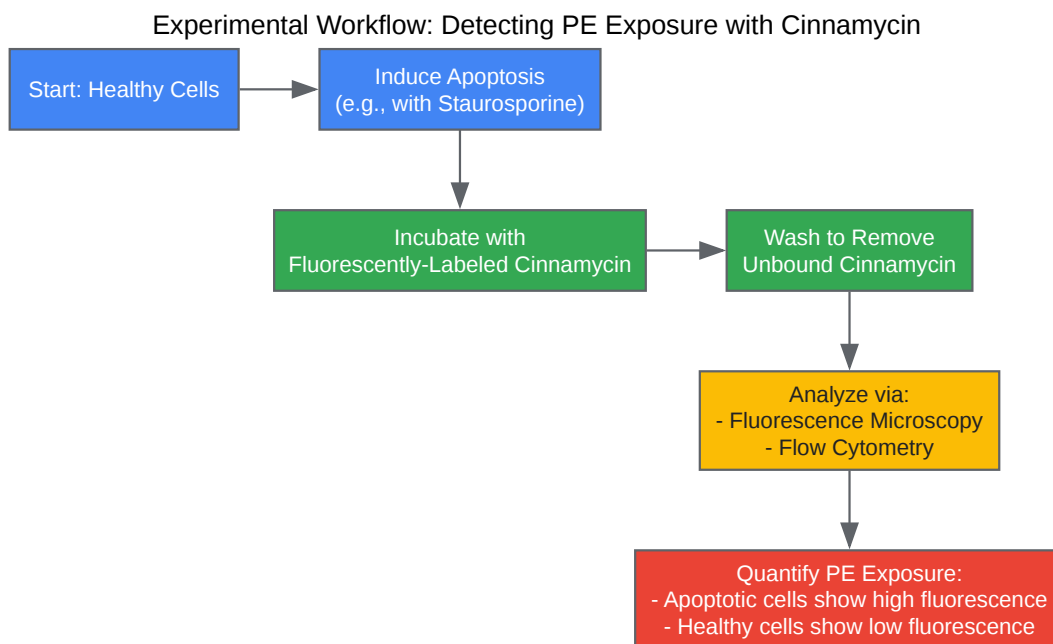 Experimental Workflow: Detecting PE Exposure with Cinnamycin
Start: Healthy Cells
Induce Apoptosis
(e.g., with Staurosporine)
Incubate with
Fluorescently-Labeled Cinnamycin
Wash to Remove
Unbound Cinnamycin
Analyze via:
- Fluorescence Microscopy
- Flow Cytometry
Quantify PE Exposure:
- Apoptotic cells show high fluorescence
- Healthy cells show low fluorescence